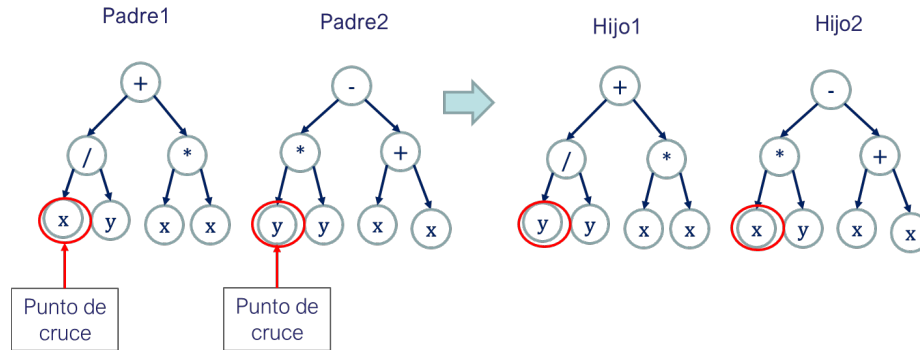 Padre1
Padre2
Hijo1
Hijo2
+
-
+
-
/
*
*
+
/
*
*
+
x
y
x
x
y
y
x
x
y
y
x
x
x
y
x
x
Punto de
cruce
Punto de
cruce